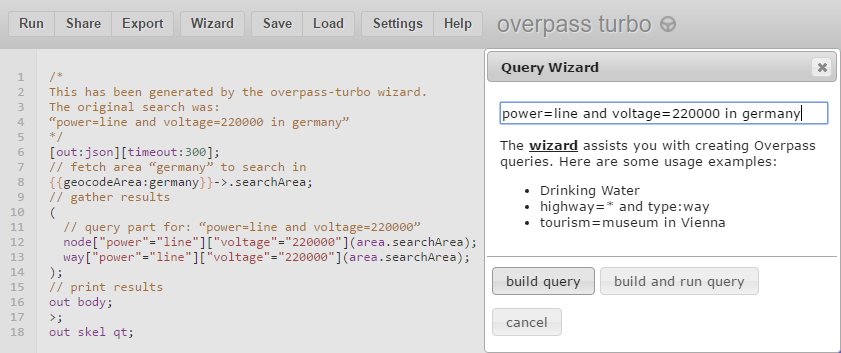 Run Share Export Wizard Save Load Settings Help overpass turbo
1 /*
2 This has been generated by the overpass-turbo wizard.
3 The original search was:
4 “power=line and voltage=220000 in germany”
5 */
6 [out:json][timeout:300];
7 // fetch area “germany” to search in
8 {{geocodeArea:germany}}->.searchArea;
9 // gather results
10 (
11 // query part for: “power=line and voltage=220000”
12 node["power"="line"]["voltage"="220000"](area.searchArea);
13 way["power"="line"]["voltage"="220000"](area.searchArea);
14 );
15 // print results
16 out body;
17 >;
18 out skel qt;
Query Wizard
power=line and voltage=220000 in germany
The wizard assists you with creating Overpass
queries. Here are some usage examples:
• Drinking Water
• highway=* and type:way
• tourism=museum in Vienna
build query build and run query
cancel